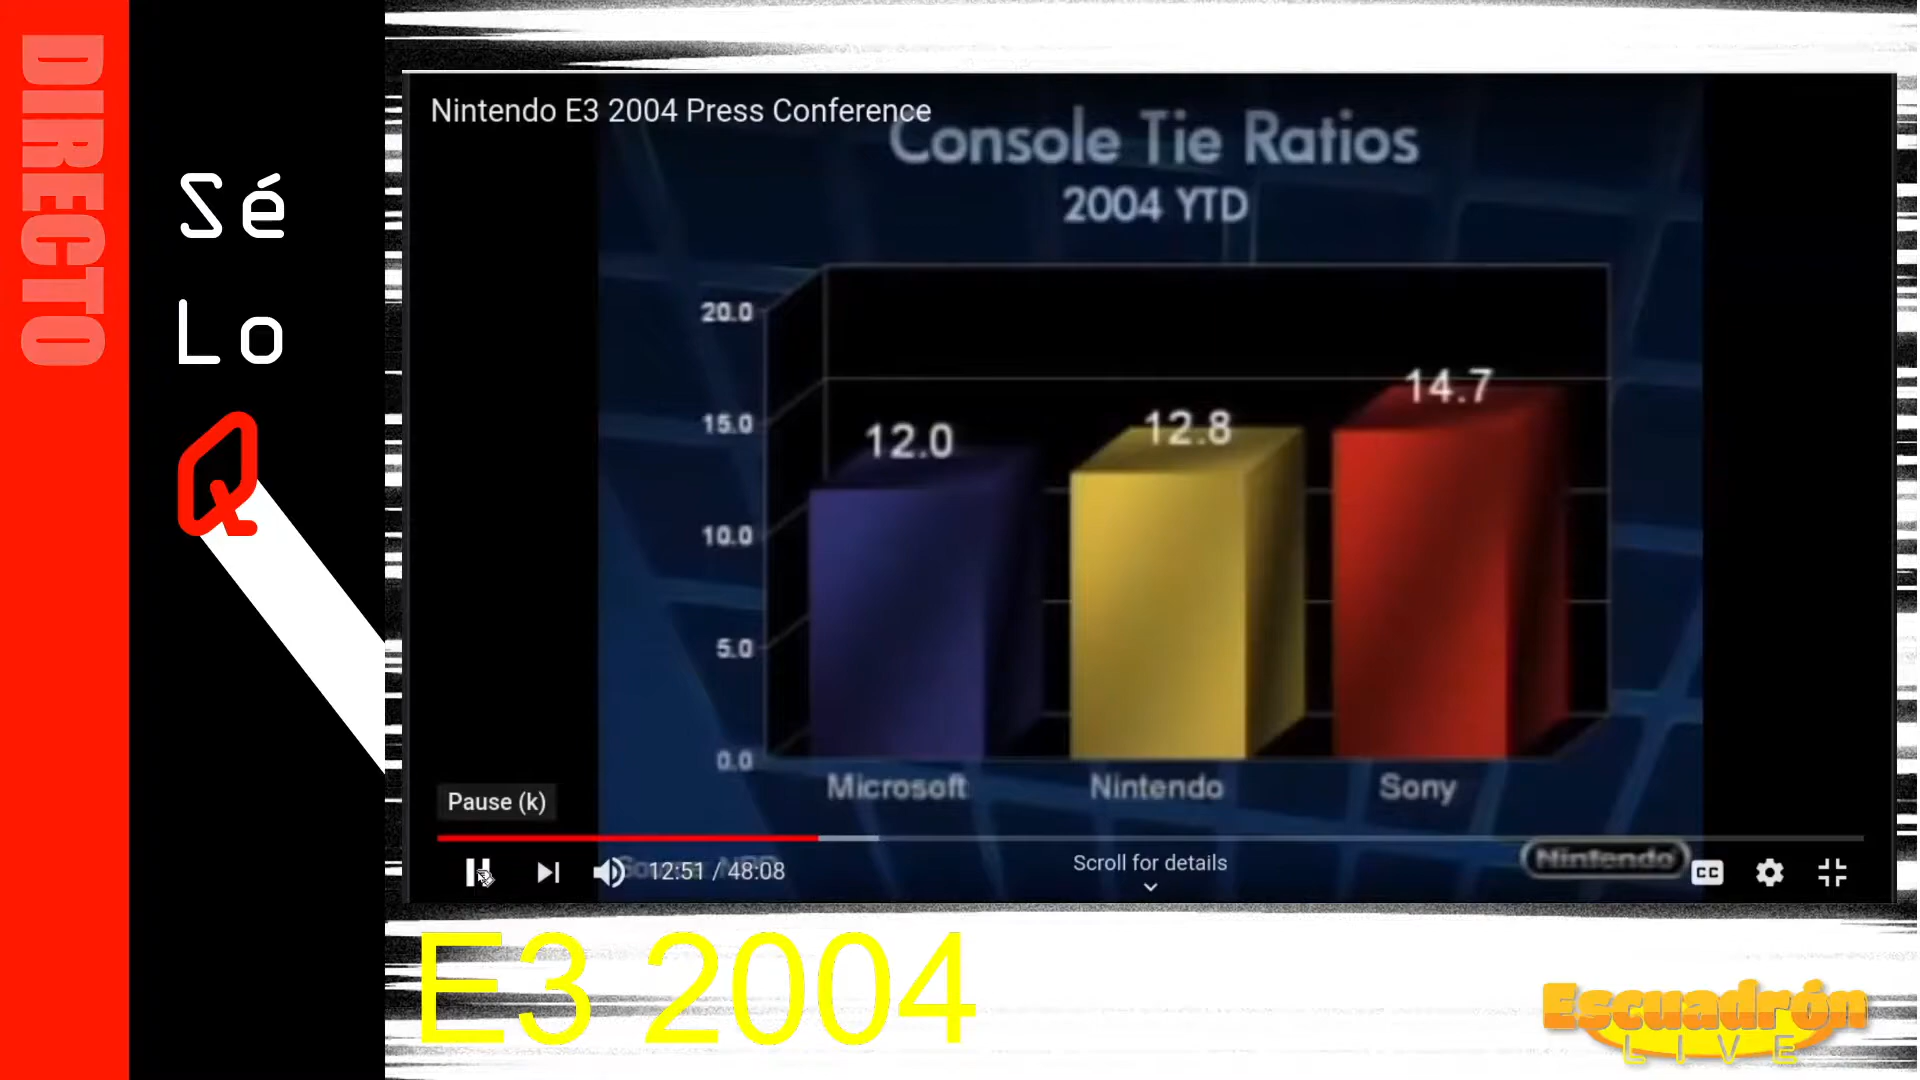 DIRECTO
Sé
Lo
Q
Nintendo E3 2004 Press Conference
Console Tie Ratios
2004 YTD
20.0
15.0
10.0
5.0
0.0
12.0
12.8
14.7
Microsoft
Nintendo
Sony
Pause (k)
12:51 / 48:08
Scroll for details
Nintendo
CC
E3 2004
Escuadrón
LIVE